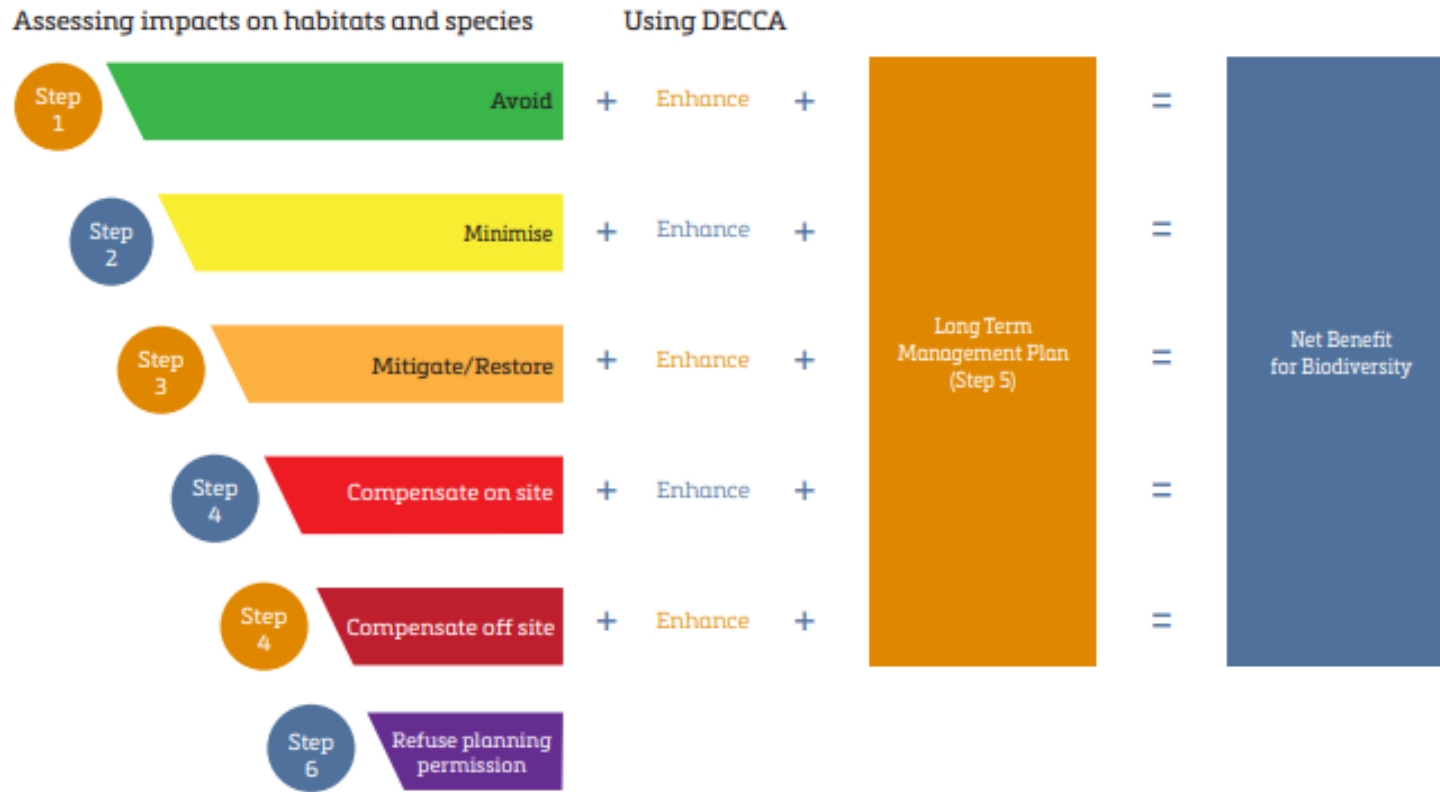 Assessing impacts on habitats and species
Using DECCA
Step
1
Avoid
+ Enhance + =
Step
2
Minimise
+ Enhance + =
Step
3
Mitigate/Restore
+ Enhance + =
Long Term
Management Plan
(Step 5)
Net Benefit
for Biodiversity
Step
4
Compensate on site
+ Enhance + =
Step
4
Compensate off site
+ Enhance + =
Step
6
Refuse planning
permission